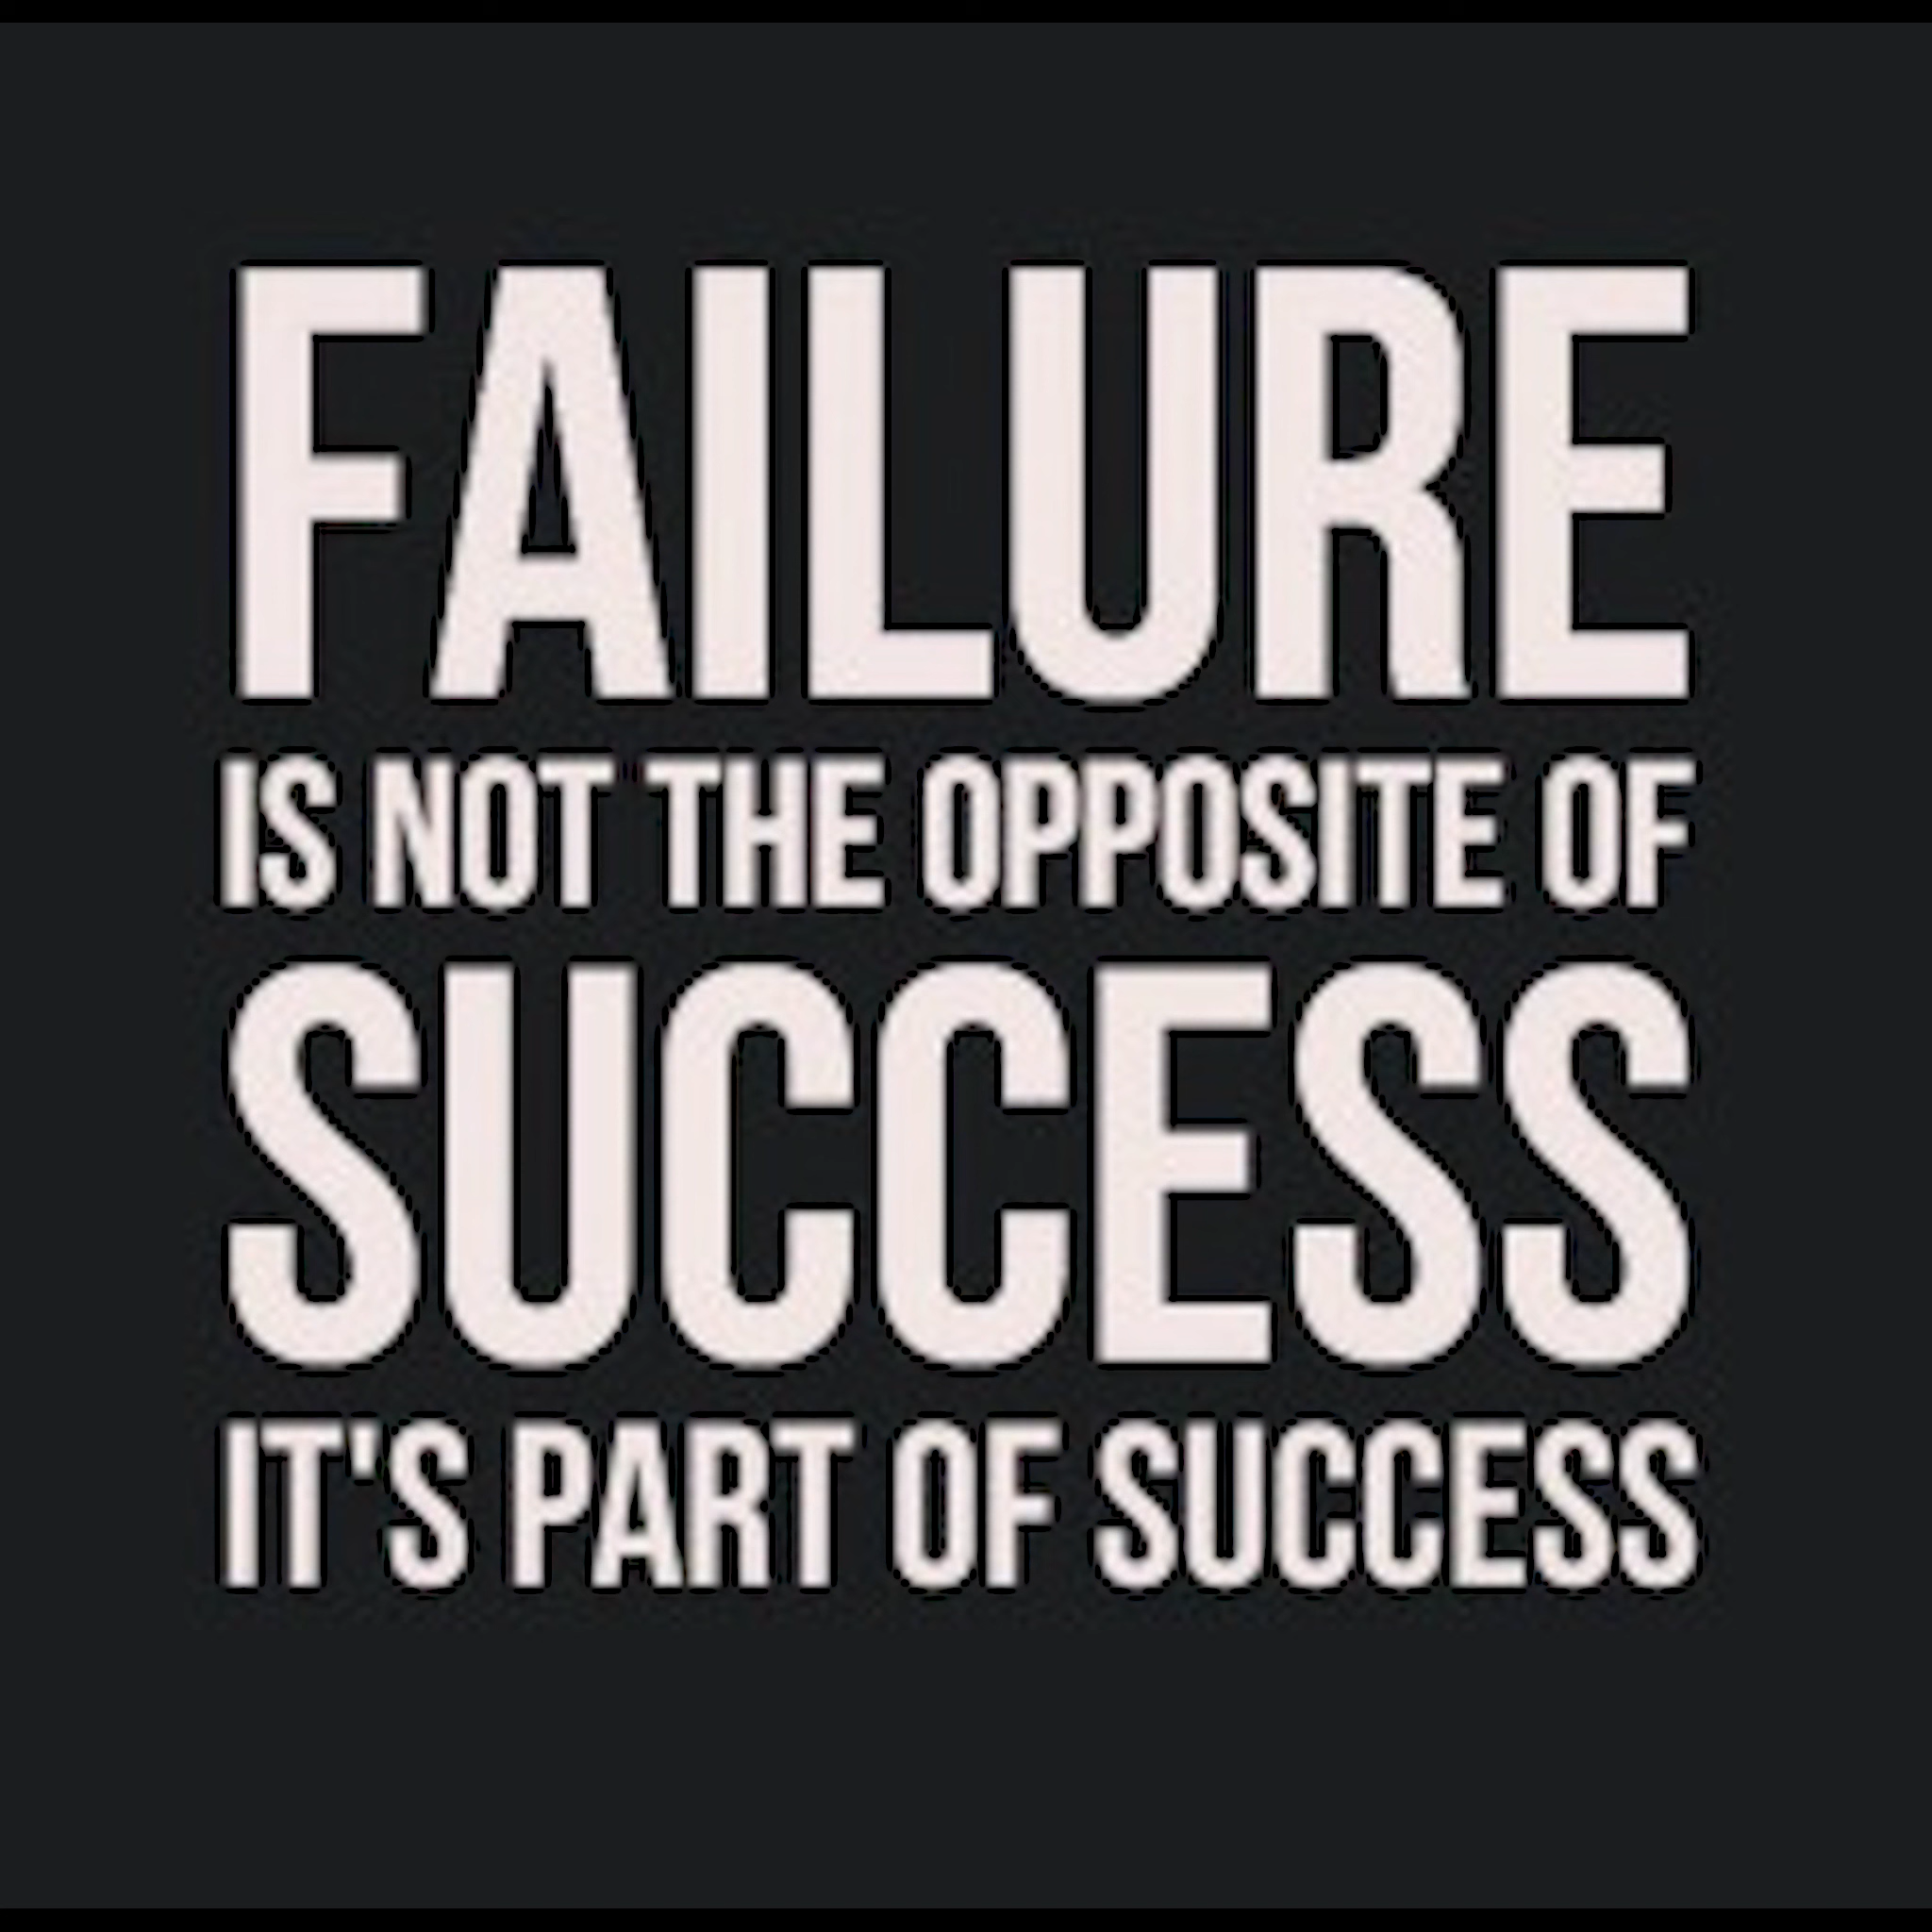 FAILURE
IS NOT THE OPPOSITE OF
SUCCESS
IT'S PART OF SUCCESS